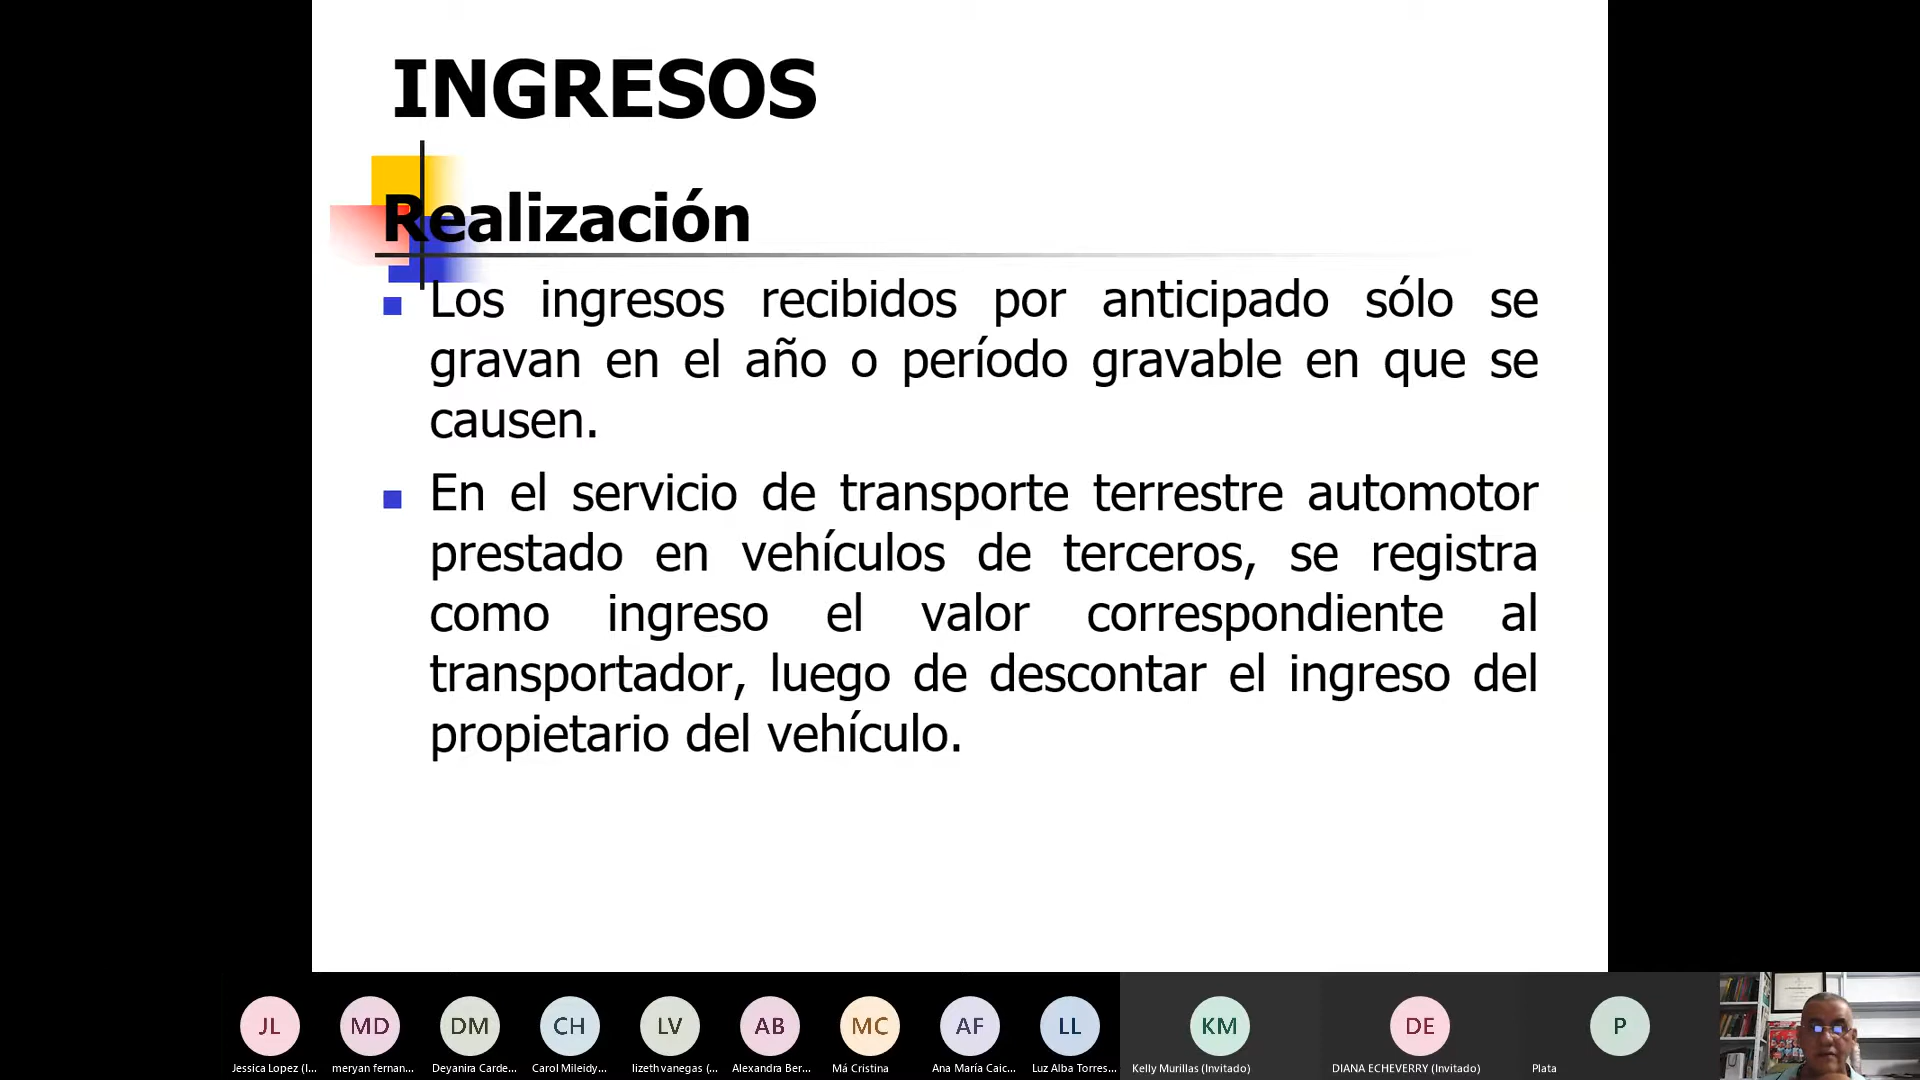 INGRESOS
Realización
Los ingresos recibidos por anticipado sólo se
gravan en el año o período gravable en que se
causen.
En el servicio de transporte terrestre automotor
prestado en vehículos de terceros, se registra
como ingreso el valor correspondiente al
transportador, luego de descontar el ingreso del
propietario del vehículo.
JL MD DM CH LV AB MC AF LL KM DE P
Jessica Lopez (I... meryan fernan... Deyanira Carde... Carol Mileidy... lizeth vanegas (... Alexandra Ber... Má Cristina Ana María Caic... Luz Alba Torres... Kelly Murillas (Invitado) DIANA ECHEVERRY (Invitado) Plata